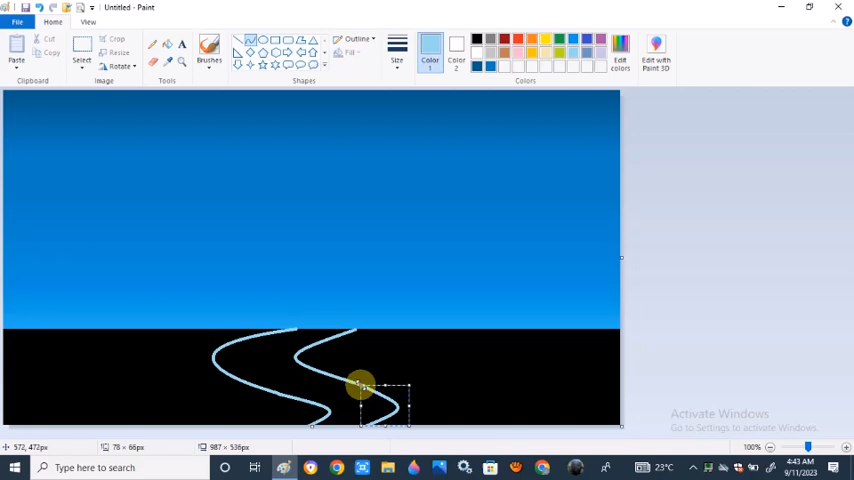 Untitled - Paint
File
Home
View
Paste
Cut
Copy
Clipboard
Select
Crop
Resize
Rotate
Image
A
Tools
Brushes
Outline
Fill
Shapes
Size
Color
1
Color
2
Edit
colors
Colors
Edit with
Paint 3D
Activate Windows
Go to Settings to activate Windows.
572, 472px
78 × 66px
987 × 536px
100%
Type here to search
23°C
4:43 AM
9/11/2023